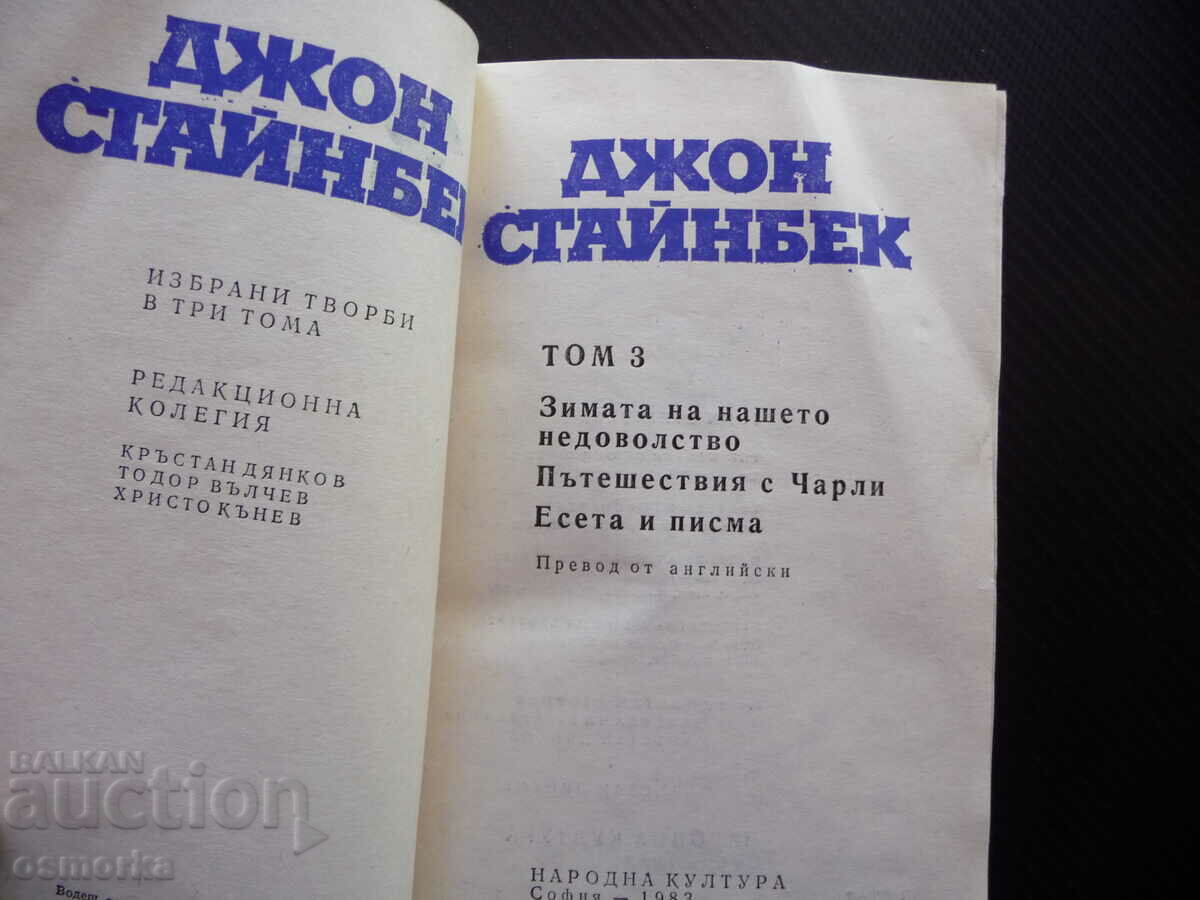 ДЖОН
СТАЙНБЕК
ИЗБРАНИ ТВОРБИ
В ТРИ ТОМА
РЕДАКЦИОННА
КОЛЕГИЯ
КРЪСТАН ДЯНКОВ
ТОДОР ВЪЛЧЕВ
ХРИСТО КЪНЕВ
ДЖОН
СТАЙНБЕК
ТОМ 3
Зимата на нашето
недоволство
Пътешествия с Чарли
Есета и писма
Превод от английски
НАРОДНА КУЛТУРА
София — 1983
BALKAN
auction
osmorka